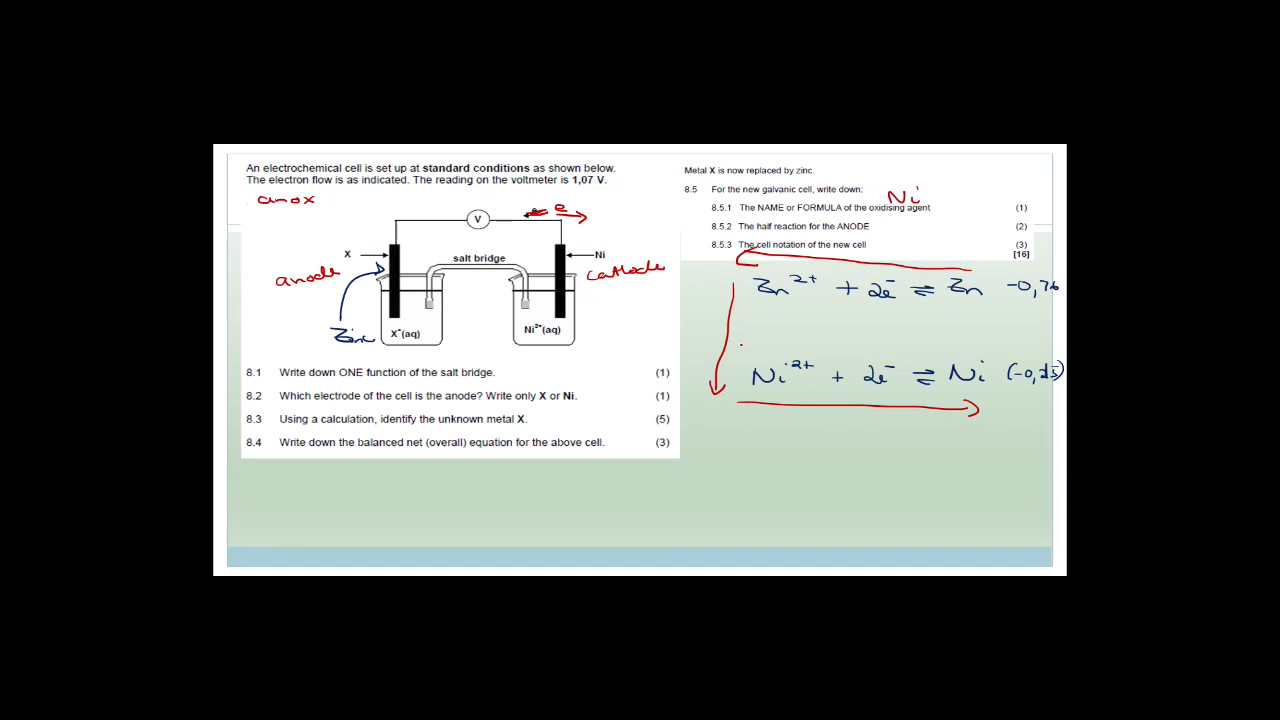 An electrochemical cell is set up at standard conditions as shown below.
The electron flow is as indicated. The reading on the voltmeter is 1,07 V.
anox
e
V
X
Ni
salt bridge
anode
cathode
Zinc
X⁺(aq)
Ni²⁺(aq)
8.1 Write down ONE function of the salt bridge. (1)
8.2 Which electrode of the cell is the anode? Write only X or Ni. (1)
8.3 Using a calculation, identify the unknown metal X. (5)
8.4 Write down the balanced net (overall) equation for the above cell. (3)
Metal X is now replaced by zinc.
8.5 For the new galvanic cell, write down:
Ni
8.5.1 The NAME or FORMULA of the oxidising agent (1)
8.5.2 The half reaction for the ANODE (2)
8.5.3 The cell notation of the new cell (3)
[16]
Zn²⁺ + 2e⁻ ⇌ Zn -0,76
Ni²⁺ + 2e⁻ ⇌ Ni (-0,25)